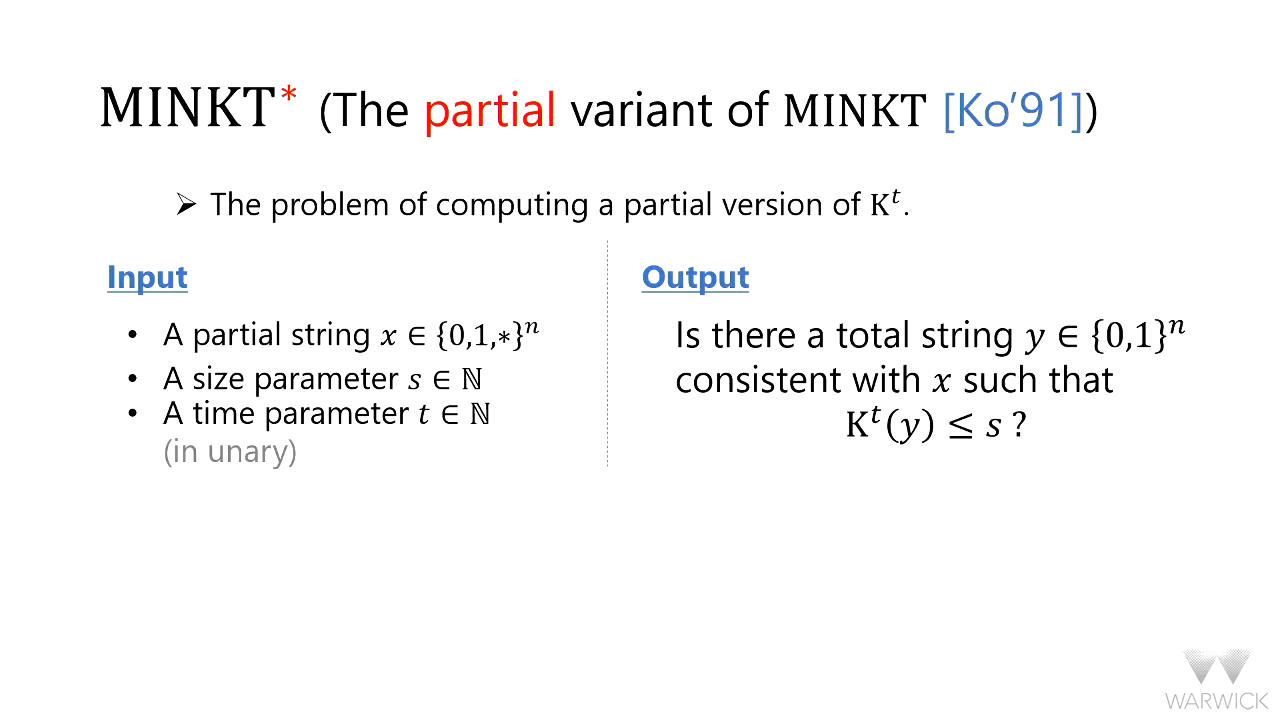 MINKT* (The partial variant of MINKT [Ko’91])
➢ The problem of computing a partial version of Kᵗ.
Input
• A partial string 𝑥 ∈ {0,1,∗}ⁿ
• A size parameter 𝑠 ∈ ℕ
• A time parameter 𝑡 ∈ ℕ
(in unary)
Output
Is there a total string 𝑦 ∈ {0,1}ⁿ
consistent with 𝑥 such that
Kᵗ(𝑦) ≤ 𝑠 ?
WARWICK